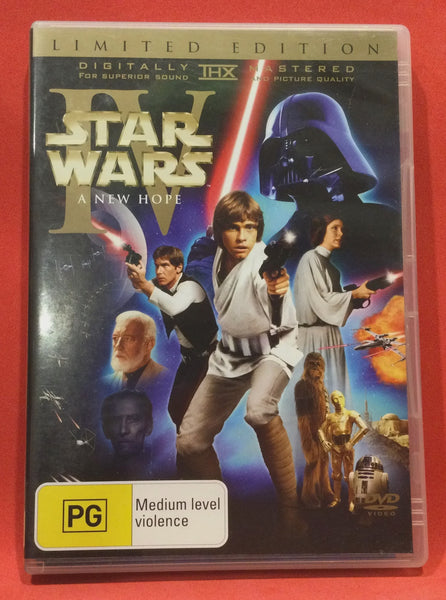 LIMITED EDITION
DIGITALLY THX MASTERED
FOR SUPERIOR SOUND AND PICTURE QUALITY
IV
STAR
WARS
A NEW HOPE
PG
Medium level
violence
DVD
VIDEO